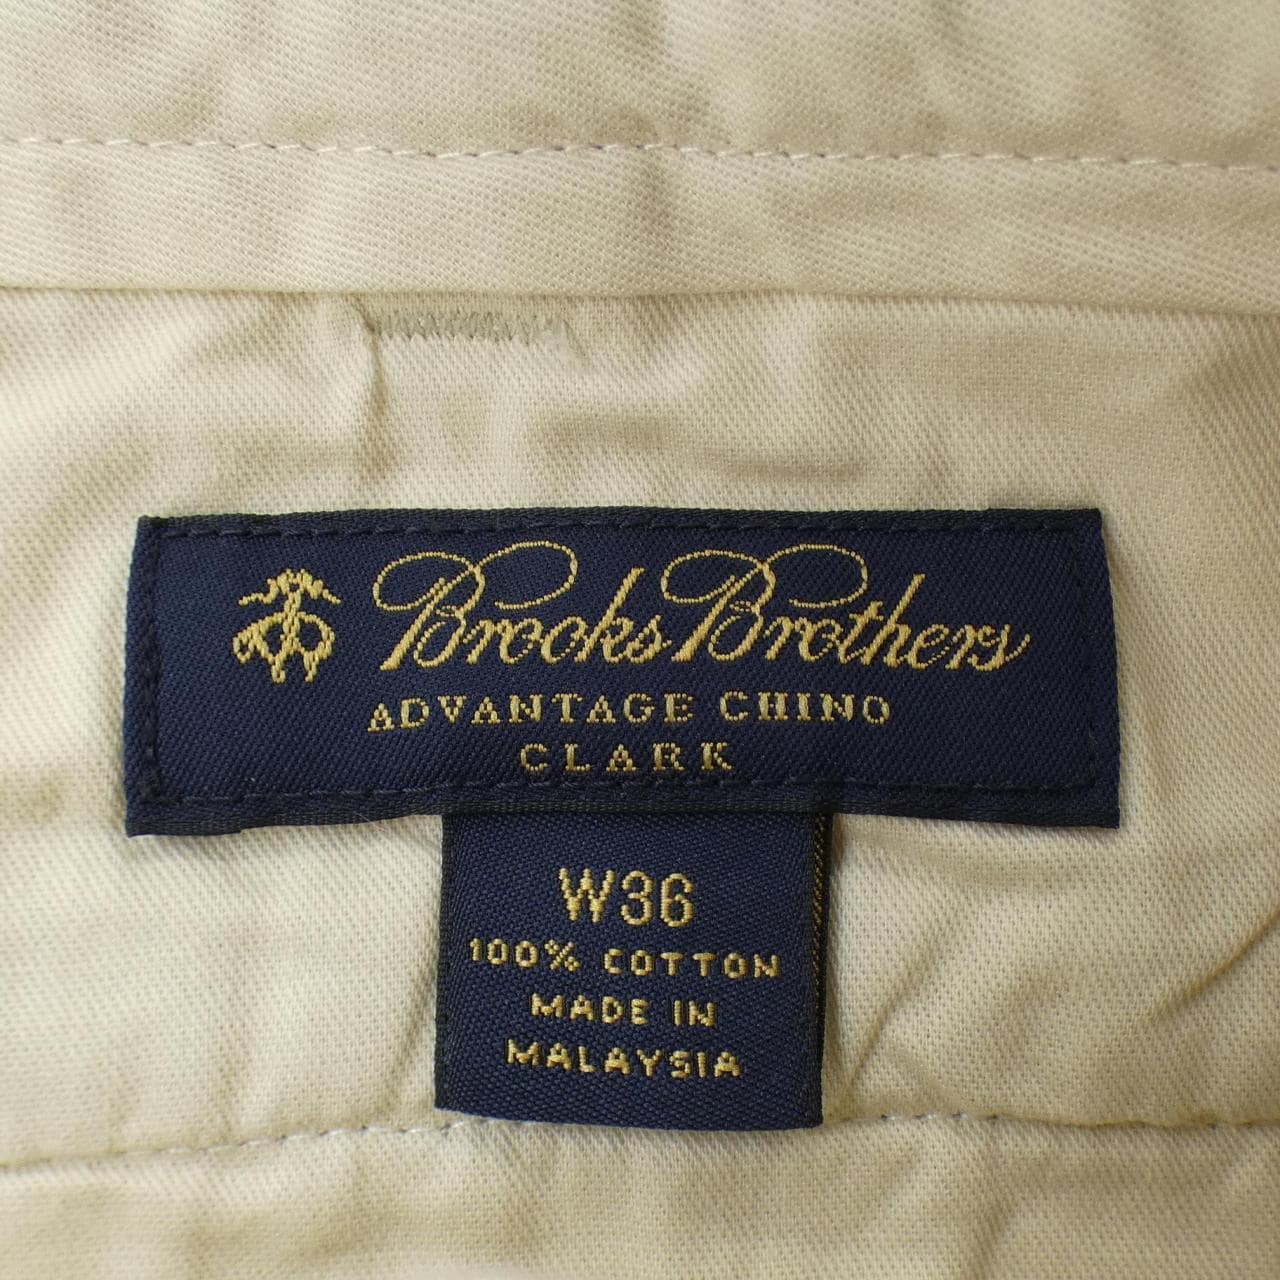 Brooks Brothers
ADVANTAGE CHINO
CLARK
W36
100% COTTON
MADE IN
MALAYSIA